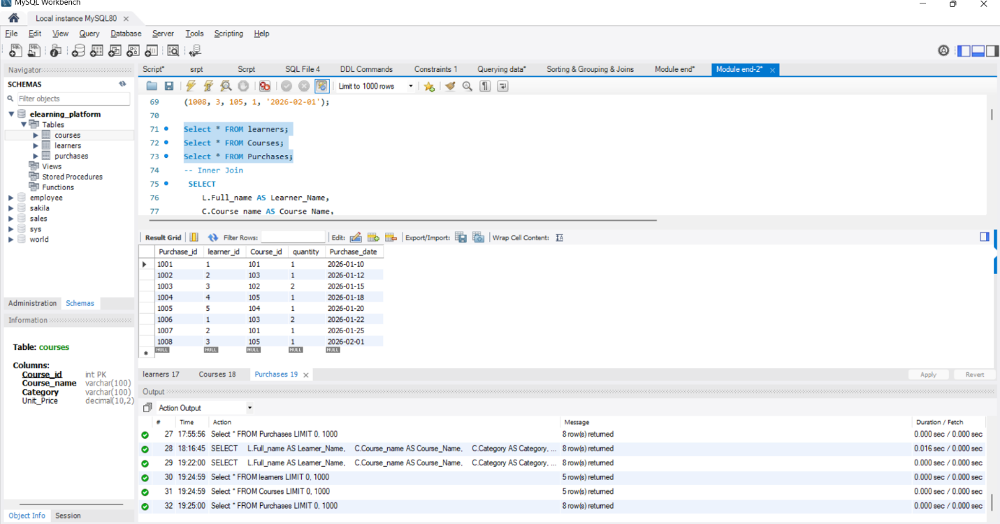 MySQL Workbench
Local instance MySQL80
File Edit View Query Database Server Tools Scripting Help
Navigator
SCHEMAS
Filter objects
elearning_platform
Tables
courses
learners
purchases
Views
Stored Procedures
Functions
employee
sakila
sales
sys
world
Administration Schemas
Information
Table: courses
Columns:
Course_id int PK
Course_name varchar(100)
Category varchar(100)
Unit_Price decimal(10,2)
Object Info Session
Script* srpt Scrpt SQL File 4 DDL Commands Constraints 1 Querying data* Sorting & Grouping & Joins Module end* Module end-2*
Limit to 1000 rows
69 (1008, 3, 105, 1, '2026-02-01');
70
71 Select * FROM learners;
72 Select * FROM Courses;
73 Select * FROM Purchases;
74 -- Inner Join
75 SELECT
76 L.Full_name AS Learner_Name,
77 C.Course_name AS Course_Name,
Result Grid Filter Rows: Edit: Export/Import: Wrap Cell Content:
Purchase_id learner_id Course_id quantity Purchase_date
1001 1 101 1 2026-01-10
1002 2 103 1 2026-01-12
1003 3 102 2 2026-01-15
1004 4 105 1 2026-01-18
1005 5 104 1 2026-01-20
1006 1 103 2 2026-01-22
1007 2 101 1 2026-01-25
1008 3 105 1 2026-02-01
NULL NULL NULL NULL NULL
learners 17 Courses 18 Purchases 19 Apply Revert
Output
Action Output
# Time Action Message Duration / Fetch
27 17:55:56 Select * FROM Purchases LIMIT 0, 1000 8 row(s) returned 0.000 sec / 0.000 sec
28 18:16:45 SELECT L.Full_name AS Learner_Name, C.Course_name AS Course_Name, C.Category AS Category, ... 8 row(s) returned 0.016 sec / 0.000 sec
29 19:22:00 SELECT L.Full_name AS Learner_Name, C.Course_name AS Course_Name, C.Category AS Category, ... 8 row(s) returned 0.000 sec / 0.000 sec
30 19:24:59 Select * FROM learners LIMIT 0, 1000 5 row(s) returned 0.000 sec / 0.000 sec
31 19:24:59 Select * FROM Courses LIMIT 0, 1000 5 row(s) returned 0.000 sec / 0.000 sec
32 19:25:00 Select * FROM Purchases LIMIT 0, 1000 8 row(s) returned 0.000 sec / 0.000 sec